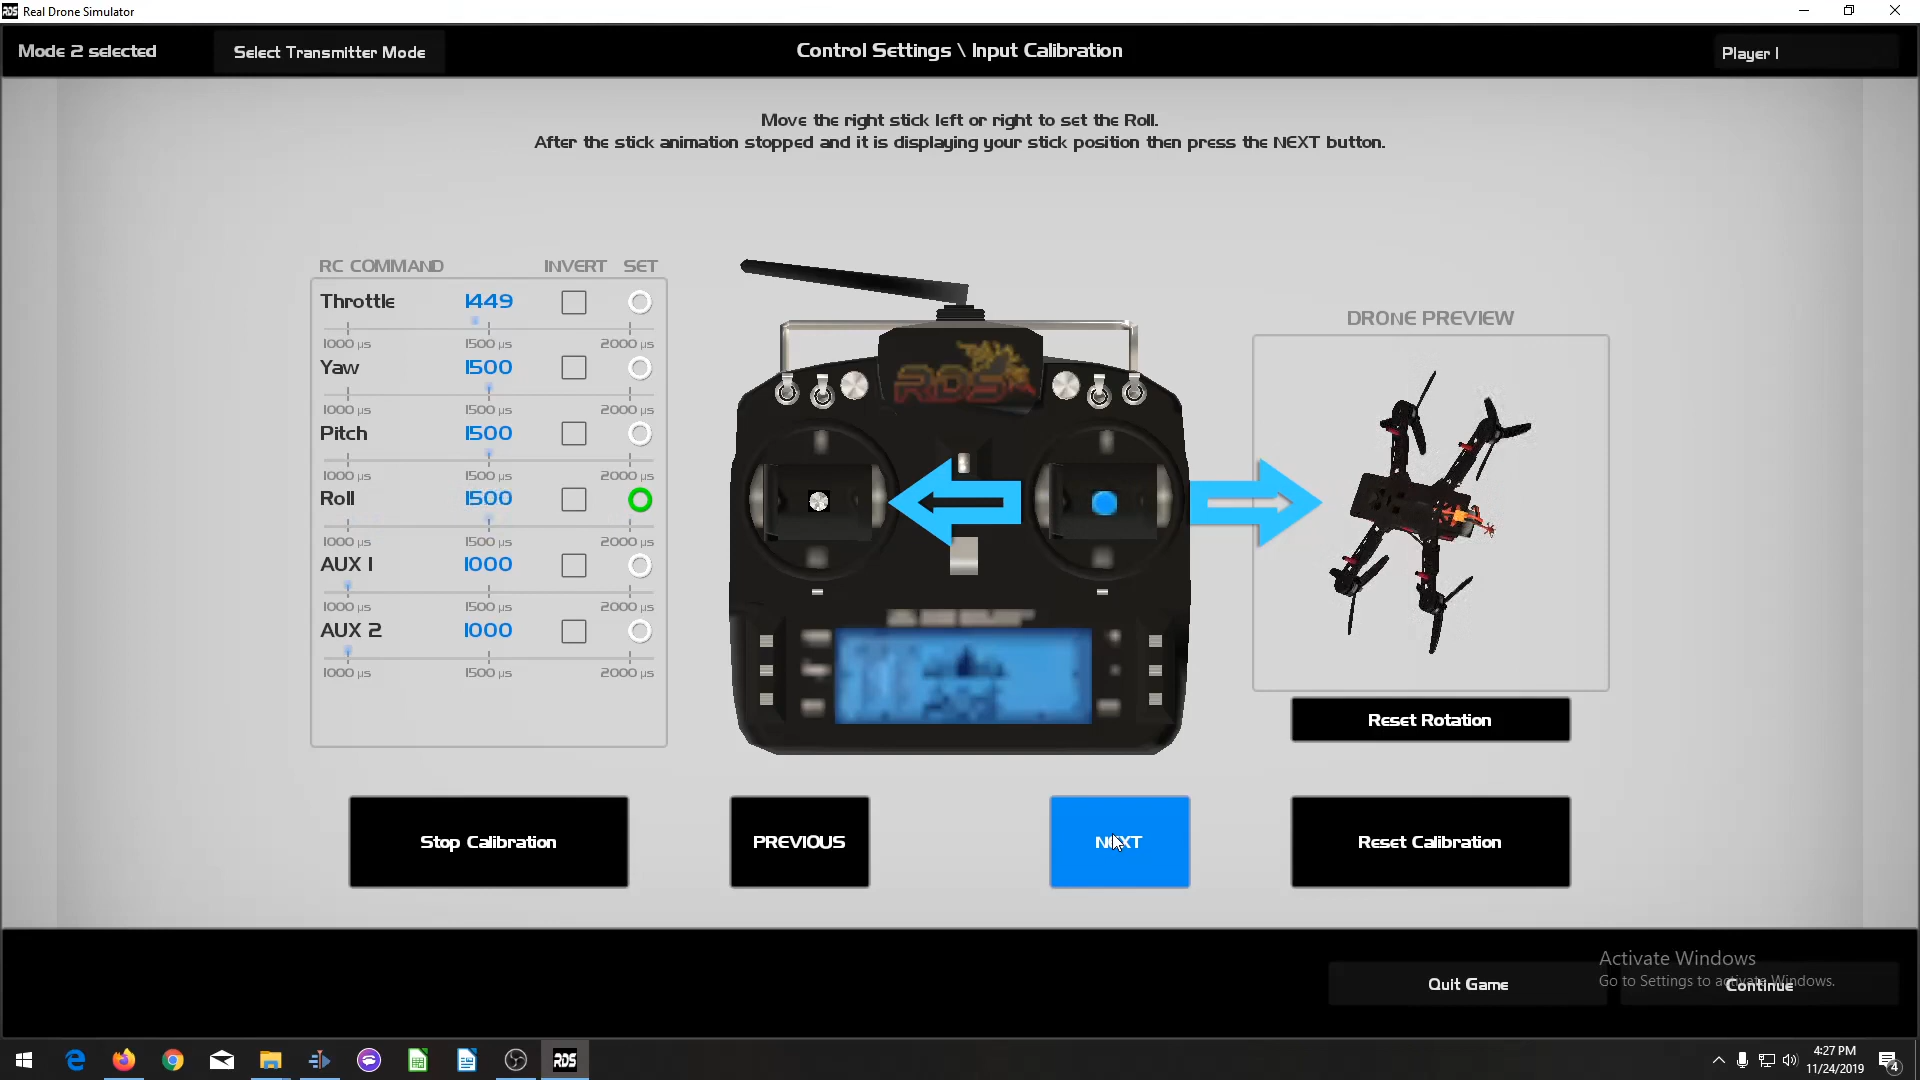 Real Drone Simulator
Mode 2 selected
Select Transmitter Mode
Control Settings \ Input Calibration
Player 1
Move the right stick left or right to set the Roll.
After the stick animation stopped and it is displaying your stick position then press the NEXT button.
RC COMMAND INVERT SET
Throttle 1449
1000 µs 1500 µs 2000 µs
Yaw 1500
1000 µs 1500 µs 2000 µs
Pitch 1500
1000 µs 1500 µs 2000 µs
Roll 1500
1000 µs 1500 µs 2000 µs
AUX 1 1000
1000 µs 1500 µs 2000 µs
AUX 2 1000
1000 µs 1500 µs 2000 µs
RDS
DRONE PREVIEW
Reset Rotation
Stop Calibration
PREVIOUS
NEXT
Reset Calibration
Activate Windows
Go to Settings to activate Windows.
Quit Game
Continue
RDS
4:27 PM
11/24/2019
4